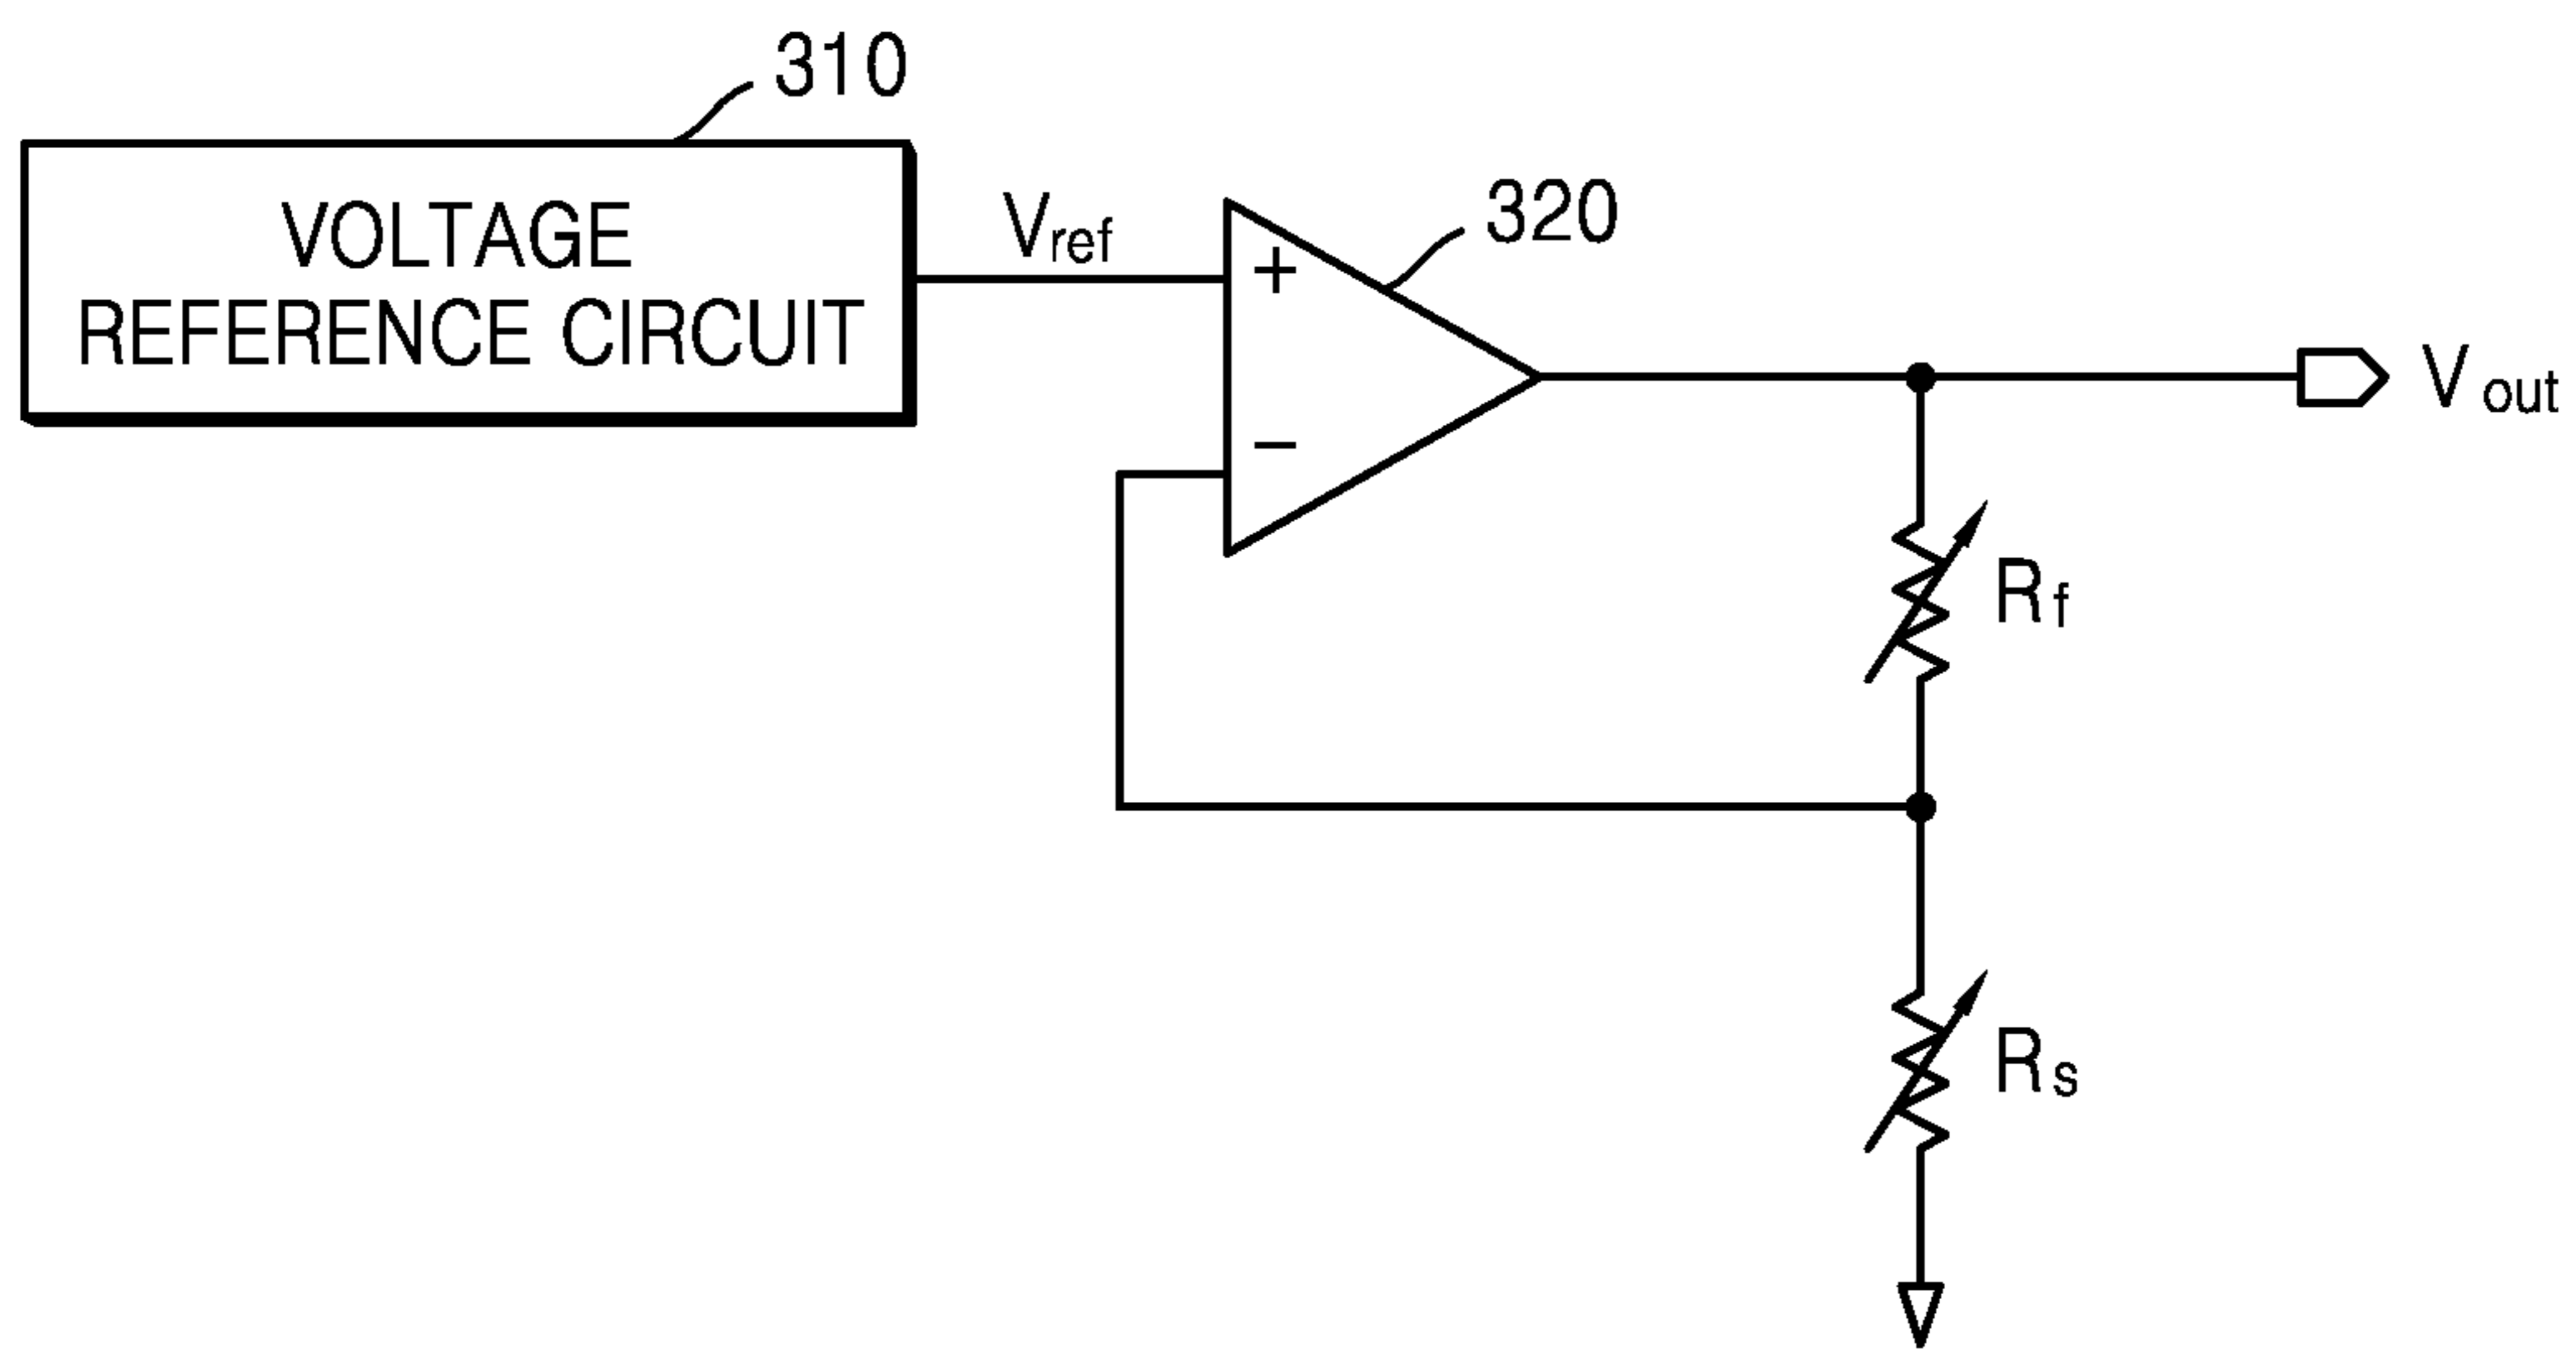 310
VOLTAGE
REFERENCE CIRCUIT
Vref
320
+
−
Vout
Rf
Rs